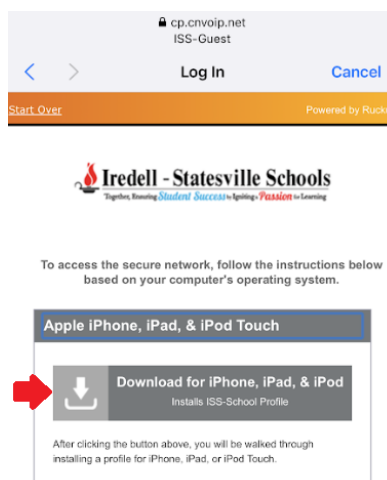 cp.cnvoip.net
ISS-Guest
Log In
Cancel
Start Over
Powered by Ruck
Iredell - Statesville Schools
Together, Ensuring Student Success by Igniting a Passion for Learning
To access the secure network, follow the instructions below
based on your computer's operating system.
Apple iPhone, iPad, & iPod Touch
Download for iPhone, iPad, & iPod
Installs ISS-School Profile
After clicking the button above, you will be walked through
installing a profile for iPhone, iPad, or iPod Touch.